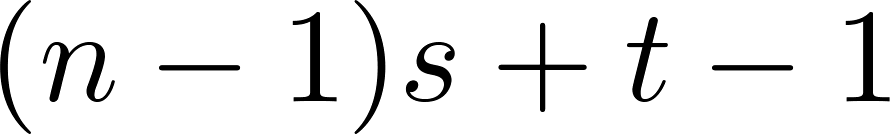 (n − 1)s + t − 1